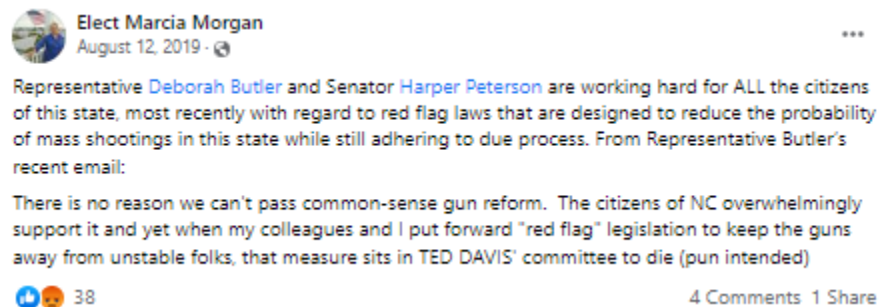 Elect Marcia Morgan
August 12, 2019 ·
Representative Deborah Butler and Senator Harper Peterson are working hard for ALL the citizens
of this state, most recently with regard to red flag laws that are designed to reduce the probability
of mass shootings in this state while still adhering to due process. From Representative Butler's
recent email:
There is no reason we can't pass common-sense gun reform.  The citizens of NC overwhelmingly
support it and yet when my colleagues and I put forward "red flag" legislation to keep the guns
away from unstable folks, that measure sits in TED DAVIS' committee to die (pun intended)
38 4 Comments 1 Share